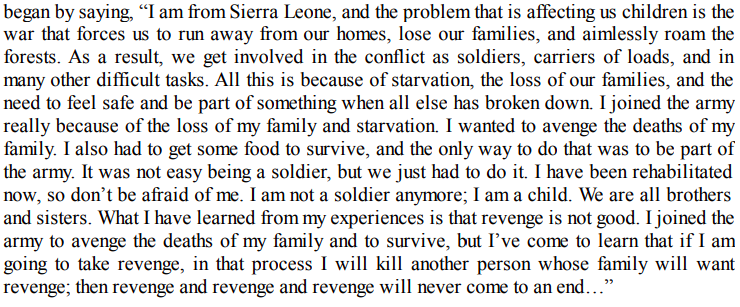 began by saying, “I am from Sierra Leone, and the problem that is affecting us children is the
war that forces us to run away from our homes, lose our families, and aimlessly roam the
forests. As a result, we get involved in the conflict as soldiers, carriers of loads, and in
many other difficult tasks. All this is because of starvation, the loss of our families, and the
need to feel safe and be part of something when all else has broken down. I joined the army
really because of the loss of my family and starvation. I wanted to avenge the deaths of my
family. I also had to get some food to survive, and the only way to do that was to be part of
the army. It was not easy being a soldier, but we just had to do it. I have been rehabilitated
now, so don’t be afraid of me. I am not a soldier anymore; I am a child. We are all brothers
and sisters. What I have learned from my experiences is that revenge is not good. I joined the
army to avenge the deaths of my family and to survive, but I’ve come to learn that if I am
going to take revenge, in that process I will kill another person whose family will want
revenge; then revenge and revenge and revenge will never come to an end…”